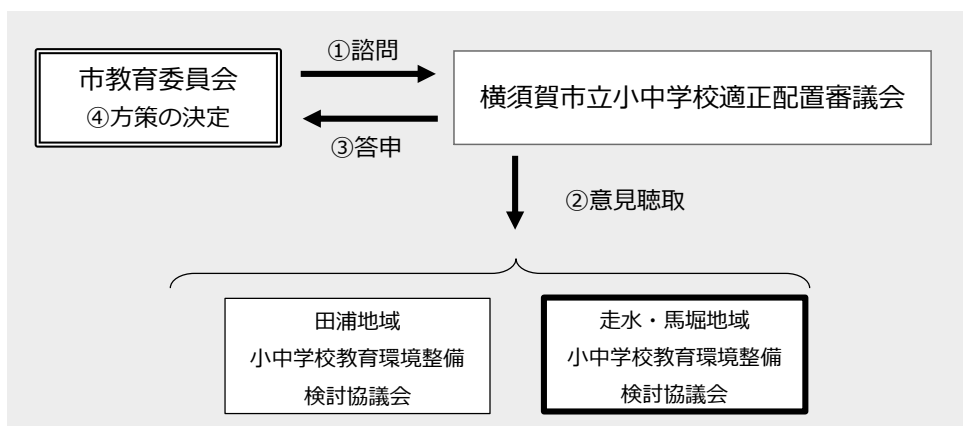 ①諮問
市教育委員会
④方策の決定
横須賀市立小中学校適正配置審議会
③答申
②意見聴取
田浦地域
小中学校教育環境整備
検討協議会
走水・馬堀地域
小中学校教育環境整備
検討協議会